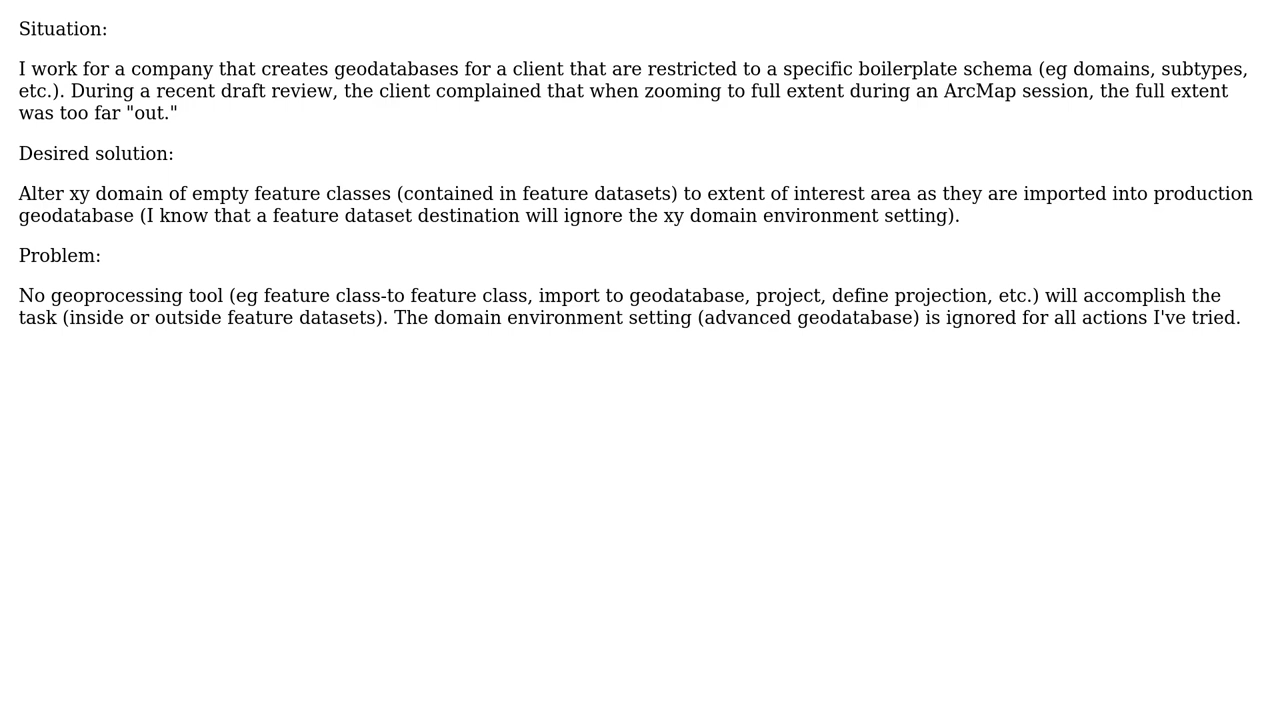 Situation:
I work for a company that creates geodatabases for a client that are restricted to a specific boilerplate schema (eg domains, subtypes,
etc.). During a recent draft review, the client complained that when zooming to full extent during an ArcMap session, the full extent
was too far "out."
Desired solution:
Alter xy domain of empty feature classes (contained in feature datasets) to extent of interest area as they are imported into production
geodatabase (I know that a feature dataset destination will ignore the xy domain environment setting).
Problem:
No geoprocessing tool (eg feature class-to feature class, import to geodatabase, project, define projection, etc.) will accomplish the
task (inside or outside feature datasets). The domain environment setting (advanced geodatabase) is ignored for all actions I've tried.